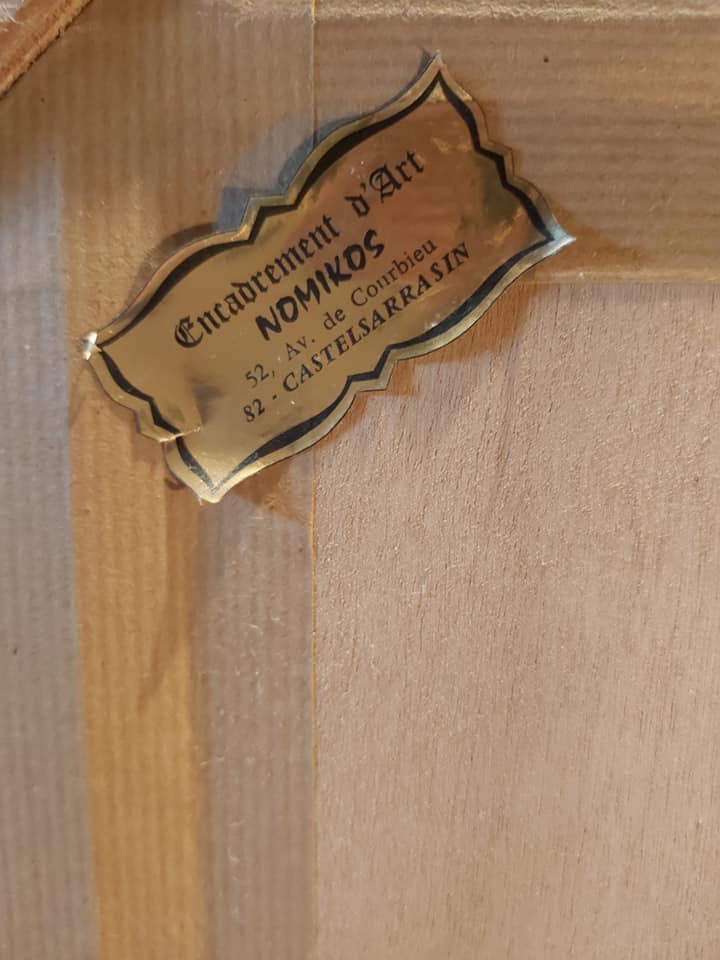 Encadrement d'Art
NOMIKOS
52, Av. de Courbieu
82 - CASTELSARRASIN